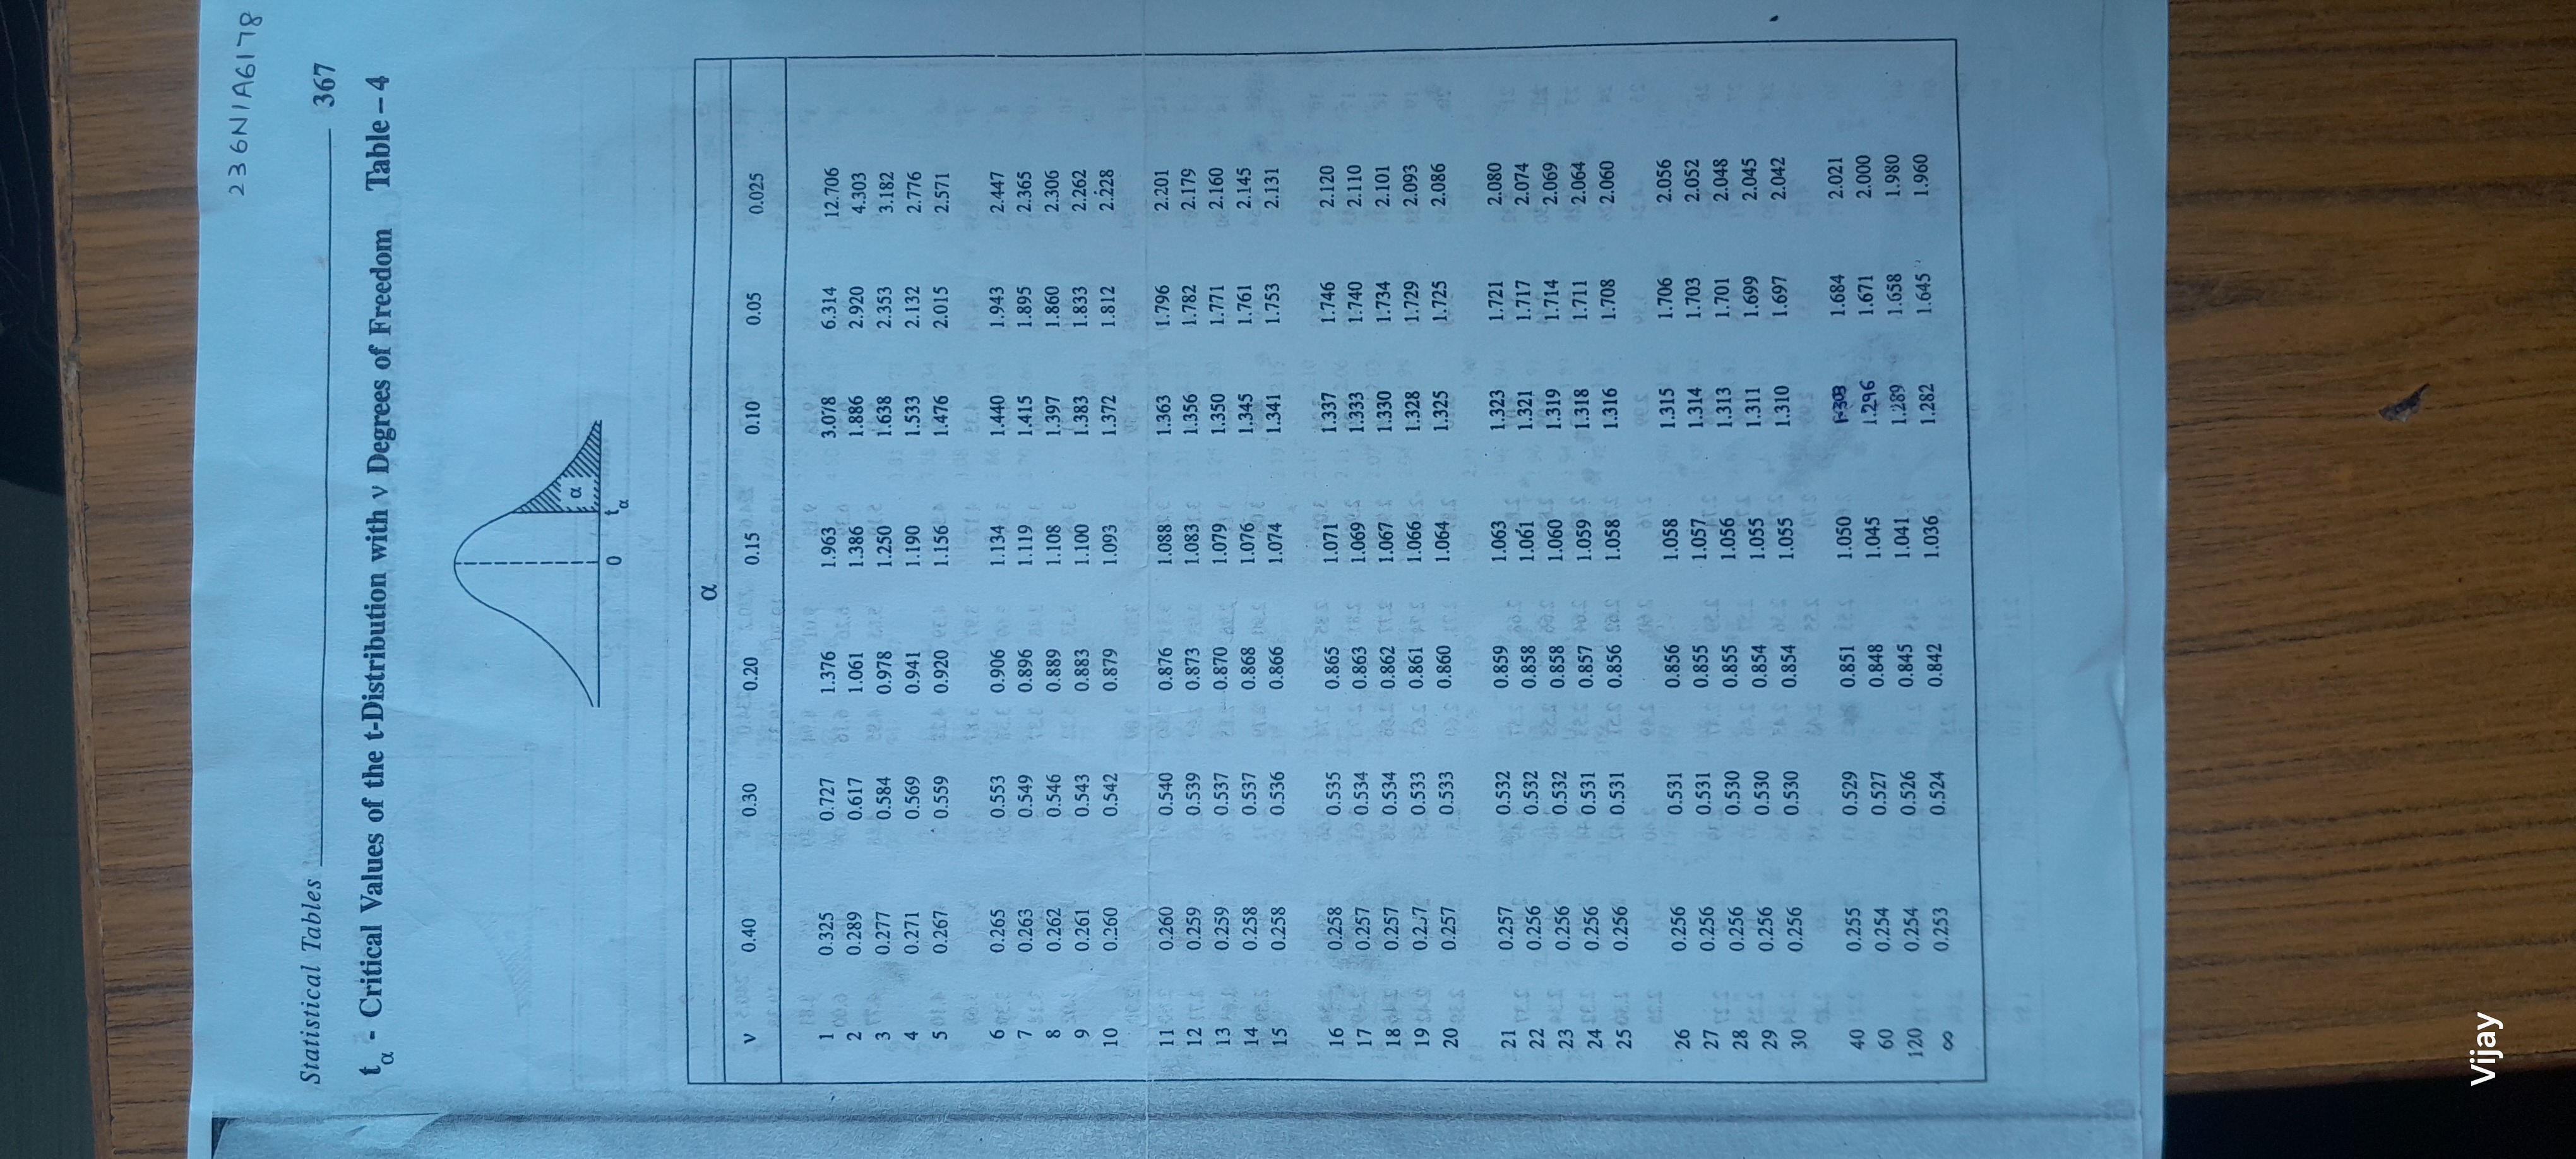 236N1A6178
Statistical Tables 367
tα - Critical Values of the t-Distribution with ν Degrees of Freedom Table – 4
α
0 tα
α
ν 0.40 0.30 0.20 0.15 0.10 0.05 0.025
1 0.325 0.727 1.376 1.963 3.078 6.314 12.706
2 0.289 0.617 1.061 1.386 1.886 2.920 4.303
3 0.277 0.584 0.978 1.250 1.638 2.353 3.182
4 0.271 0.569 0.941 1.190 1.533 2.132 2.776
5 0.267 0.559 0.920 1.156 1.476 2.015 2.571
6 0.265 0.553 0.906 1.134 1.440 1.943 2.447
7 0.263 0.549 0.896 1.119 1.415 1.895 2.365
8 0.262 0.546 0.889 1.108 1.397 1.860 2.306
9 0.261 0.543 0.883 1.100 1.383 1.833 2.262
10 0.260 0.542 0.879 1.093 1.372 1.812 2.228
11 0.260 0.540 0.876 1.088 1.363 1.796 2.201
12 0.259 0.539 0.873 1.083 1.356 1.782 2.179
13 0.259 0.537 0.870 1.079 1.350 1.771 2.160
14 0.258 0.537 0.868 1.076 1.345 1.761 2.145
15 0.258 0.536 0.866 1.074 1.341 1.753 2.131
16 0.258 0.535 0.865 1.071 1.337 1.746 2.120
17 0.257 0.534 0.863 1.069 1.333 1.740 2.110
18 0.257 0.534 0.862 1.067 1.330 1.734 2.101
19 0.257 0.533 0.861 1.066 1.328 1.729 2.093
20 0.257 0.533 0.860 1.064 1.325 1.725 2.086
21 0.257 0.532 0.859 1.063 1.323 1.721 2.080
22 0.256 0.532 0.858 1.061 1.321 1.717 2.074
23 0.256 0.532 0.858 1.060 1.319 1.714 2.069
24 0.256 0.531 0.857 1.059 1.318 1.711 2.064
25 0.256 0.531 0.856 1.058 1.316 1.708 2.060
26 0.256 0.531 0.856 1.058 1.315 1.706 2.056
27 0.256 0.531 0.855 1.057 1.314 1.703 2.052
28 0.256 0.530 0.855 1.056 1.313 1.701 2.048
29 0.256 0.530 0.854 1.055 1.311 1.699 2.045
30 0.256 0.530 0.854 1.055 1.310 1.697 2.042
40 0.255 0.529 0.851 1.050 1.303 1.684 2.021
60 0.254 0.527 0.848 1.045 1.296 1.671 2.000
120 0.254 0.526 0.845 1.041 1.289 1.658 1.980
∞ 0.253 0.524 0.842 1.036 1.282 1.645 1.960
Vijay